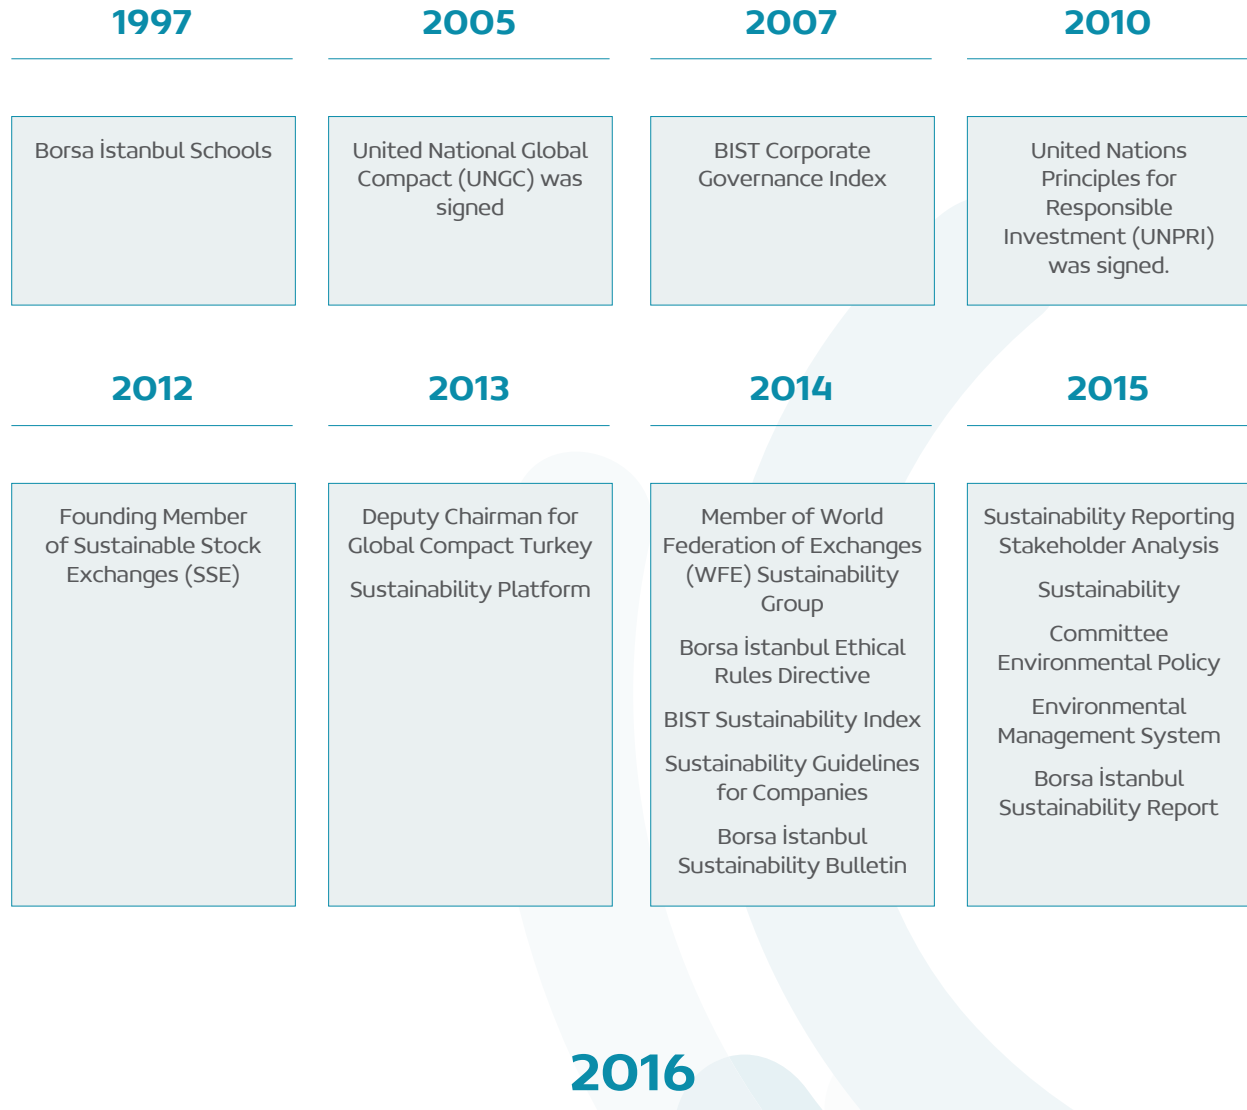 1997
2005
2007
2010
Borsa İstanbul Schools
United National Global
Compact (UNGC) was
signed
BIST Corporate
Governance Index
United Nations
Principles for
Responsible
Investment (UNPRI)
was signed.
2012
2013
2014
2015
Founding Member
of Sustainable Stock
Exchanges (SSE)
Deputy Chairman for
Global Compact Turkey
Sustainability Platform
Member of World
Federation of Exchanges
(WFE) Sustainability
Group
Borsa İstanbul Ethical
Rules Directive
BIST Sustainability Index
Sustainability Guidelines
for Companies
Borsa İstanbul
Sustainability Bulletin
Sustainability Reporting
Stakeholder Analysis
Sustainability
Committee
Environmental Policy
Environmental
Management System
Borsa İstanbul
Sustainability Report
2016